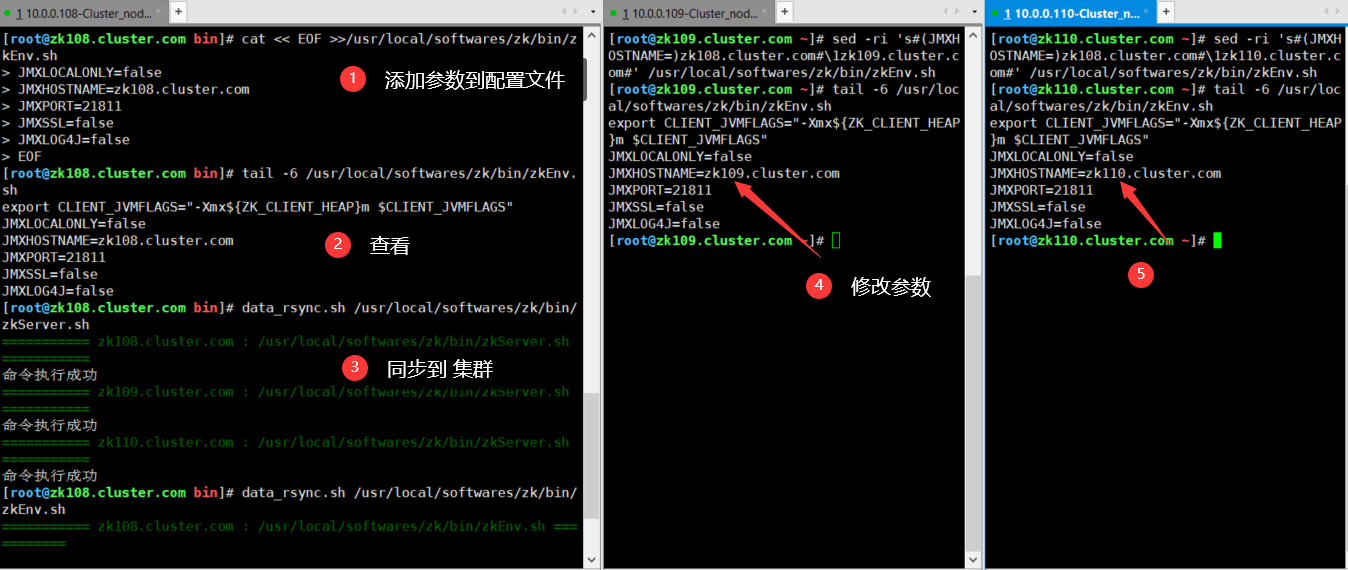 1 10.0.0.108-Cluster_nod...
[root@zk108.cluster.com bin]# cat << EOF >>/usr/local/softwares/zk/bin/z
kEnv.sh
> JMXLOCALONLY=false
> JMXHOSTNAME=zk108.cluster.com
> JMXPORT=21811
> JMXSSL=false
> JMXLOG4J=false
> EOF
1 添加参数到配置文件
[root@zk108.cluster.com bin]# tail -6 /usr/local/softwares/zk/bin/zkEnv.
sh
export CLIENT_JVMFLAGS="-Xmx${ZK_CLIENT_HEAP}m $CLIENT_JVMFLAGS"
JMXLOCALONLY=false
JMXHOSTNAME=zk108.cluster.com
JMXPORT=21811
JMXSSL=false
JMXLOG4J=false
2 查看
[root@zk108.cluster.com bin]# data_rsync.sh /usr/local/softwares/zk/bin/
zkServer.sh
=========== zk108.cluster.com : /usr/local/softwares/zk/bin/zkServer.sh
===========
命令执行成功
=========== zk109.cluster.com : /usr/local/softwares/zk/bin/zkServer.sh
===========
命令执行成功
=========== zk110.cluster.com : /usr/local/softwares/zk/bin/zkServer.sh
===========
命令执行成功
3 同步到 集群
[root@zk108.cluster.com bin]# data_rsync.sh /usr/local/softwares/zk/bin/
zkEnv.sh
=========== zk108.cluster.com : /usr/local/softwares/zk/bin/zkEnv.sh ===
========
1 10.0.0.109-Cluster_nod...
[root@zk109.cluster.com ~]# sed -ri 's#(JMXH
OSTNAME=)zk108.cluster.com#\1zk109.cluster.c
om#' /usr/local/softwares/zk/bin/zkEnv.sh
[root@zk109.cluster.com ~]# tail -6 /usr/loc
al/softwares/zk/bin/zkEnv.sh
export CLIENT_JVMFLAGS="-Xmx${ZK_CLIENT_HEAP
}m $CLIENT_JVMFLAGS"
JMXLOCALONLY=false
JMXHOSTNAME=zk109.cluster.com
JMXPORT=21811
JMXSSL=false
JMXLOG4J=false
[root@zk109.cluster.com ~]#
4 修改参数
1 10.0.0.110-Cluster_n...
[root@zk110.cluster.com ~]# sed -ri 's#(JMXH
OSTNAME=)zk108.cluster.com#\1zk110.cluster.c
om#' /usr/local/softwares/zk/bin/zkEnv.sh
[root@zk110.cluster.com ~]# tail -6 /usr/loc
al/softwares/zk/bin/zkEnv.sh
export CLIENT_JVMFLAGS="-Xmx${ZK_CLIENT_HEAP
}m $CLIENT_JVMFLAGS"
JMXLOCALONLY=false
JMXHOSTNAME=zk110.cluster.com
JMXPORT=21811
JMXSSL=false
JMXLOG4J=false
[root@zk110.cluster.com ~]#
5